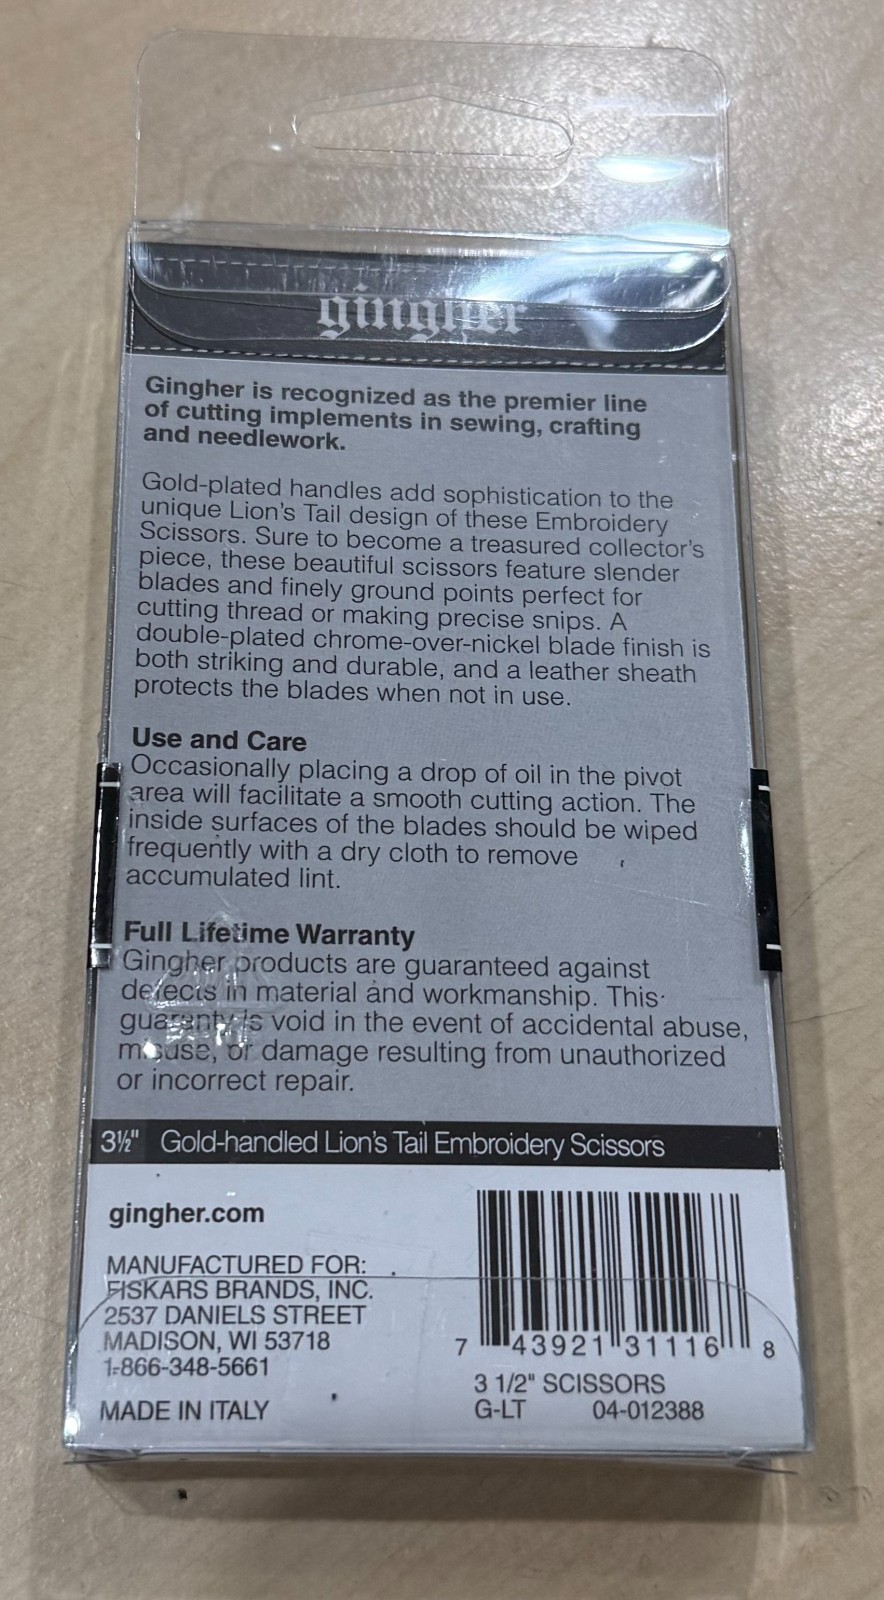 gingher
Gingher is recognized as the premier line
of cutting implements in sewing, crafting
and needlework.
Gold-plated handles add sophistication to the
unique Lion's Tail design of these Embroidery
Scissors. Sure to become a treasured collector's
piece, these beautiful scissors feature slender
blades and finely ground points perfect for
cutting thread or making precise snips. A
double-plated chrome-over-nickel blade finish is
both striking and durable, and a leather sheath
protects the blades when not in use.
Use and Care
Occasionally placing a drop of oil in the pivot
area will facilitate a smooth cutting action. The
inside surfaces of the blades should be wiped
frequently with a dry cloth to remove
accumulated lint.
Full Lifetime Warranty
Gingher products are guaranteed against
defects in material and workmanship. This
guaranty is void in the event of accidental abuse,
misuse, or damage resulting from unauthorized
or incorrect repair.
3½" Gold-handled Lion's Tail Embroidery Scissors
gingher.com
MANUFACTURED FOR:
FISKARS BRANDS, INC.
2537 DANIELS STREET
MADISON, WI 53718
1-866-348-5661
MADE IN ITALY
7 43921 31116 8
3 1/2" SCISSORS
G-LT 04-012388